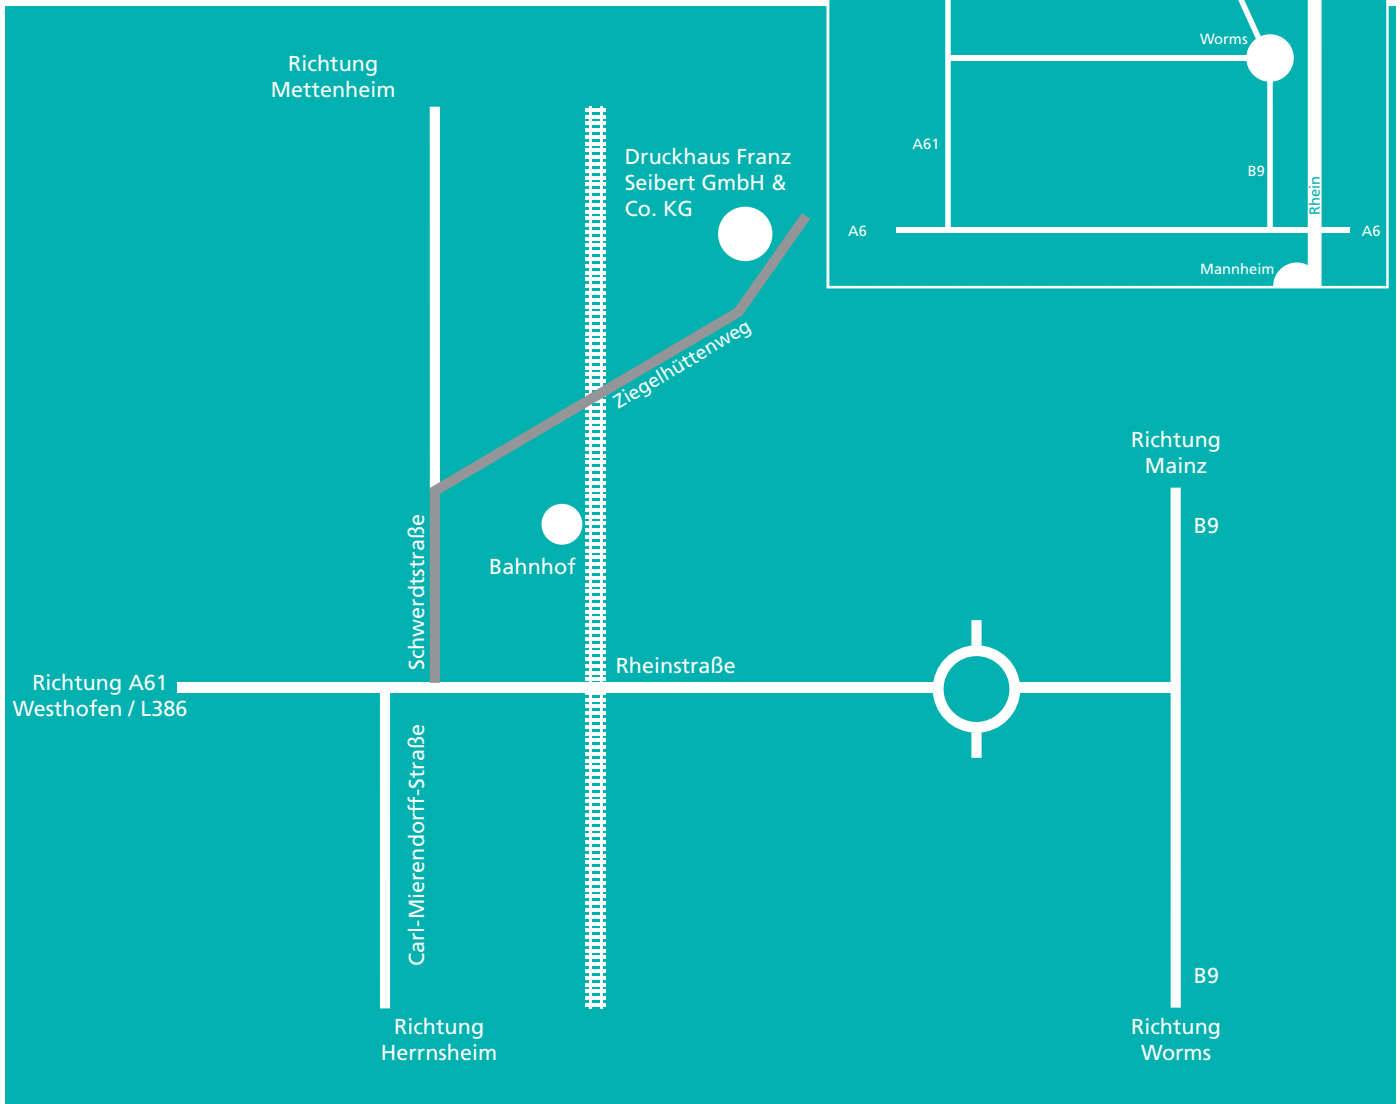 Worms
A61
B9
Rhein
A6
A6
Mannheim
Richtung
Mettenheim
Druckhaus Franz
Seibert GmbH &
Co. KG
Ziegelhüttenweg
Richtung
Mainz
B9
Schwerdtstraße
Bahnhof
Rheinstraße
Richtung A61
Westhofen / L386
Carl-Mierendorff-Straße
B9
Richtung
Herrnsheim
Richtung
Worms